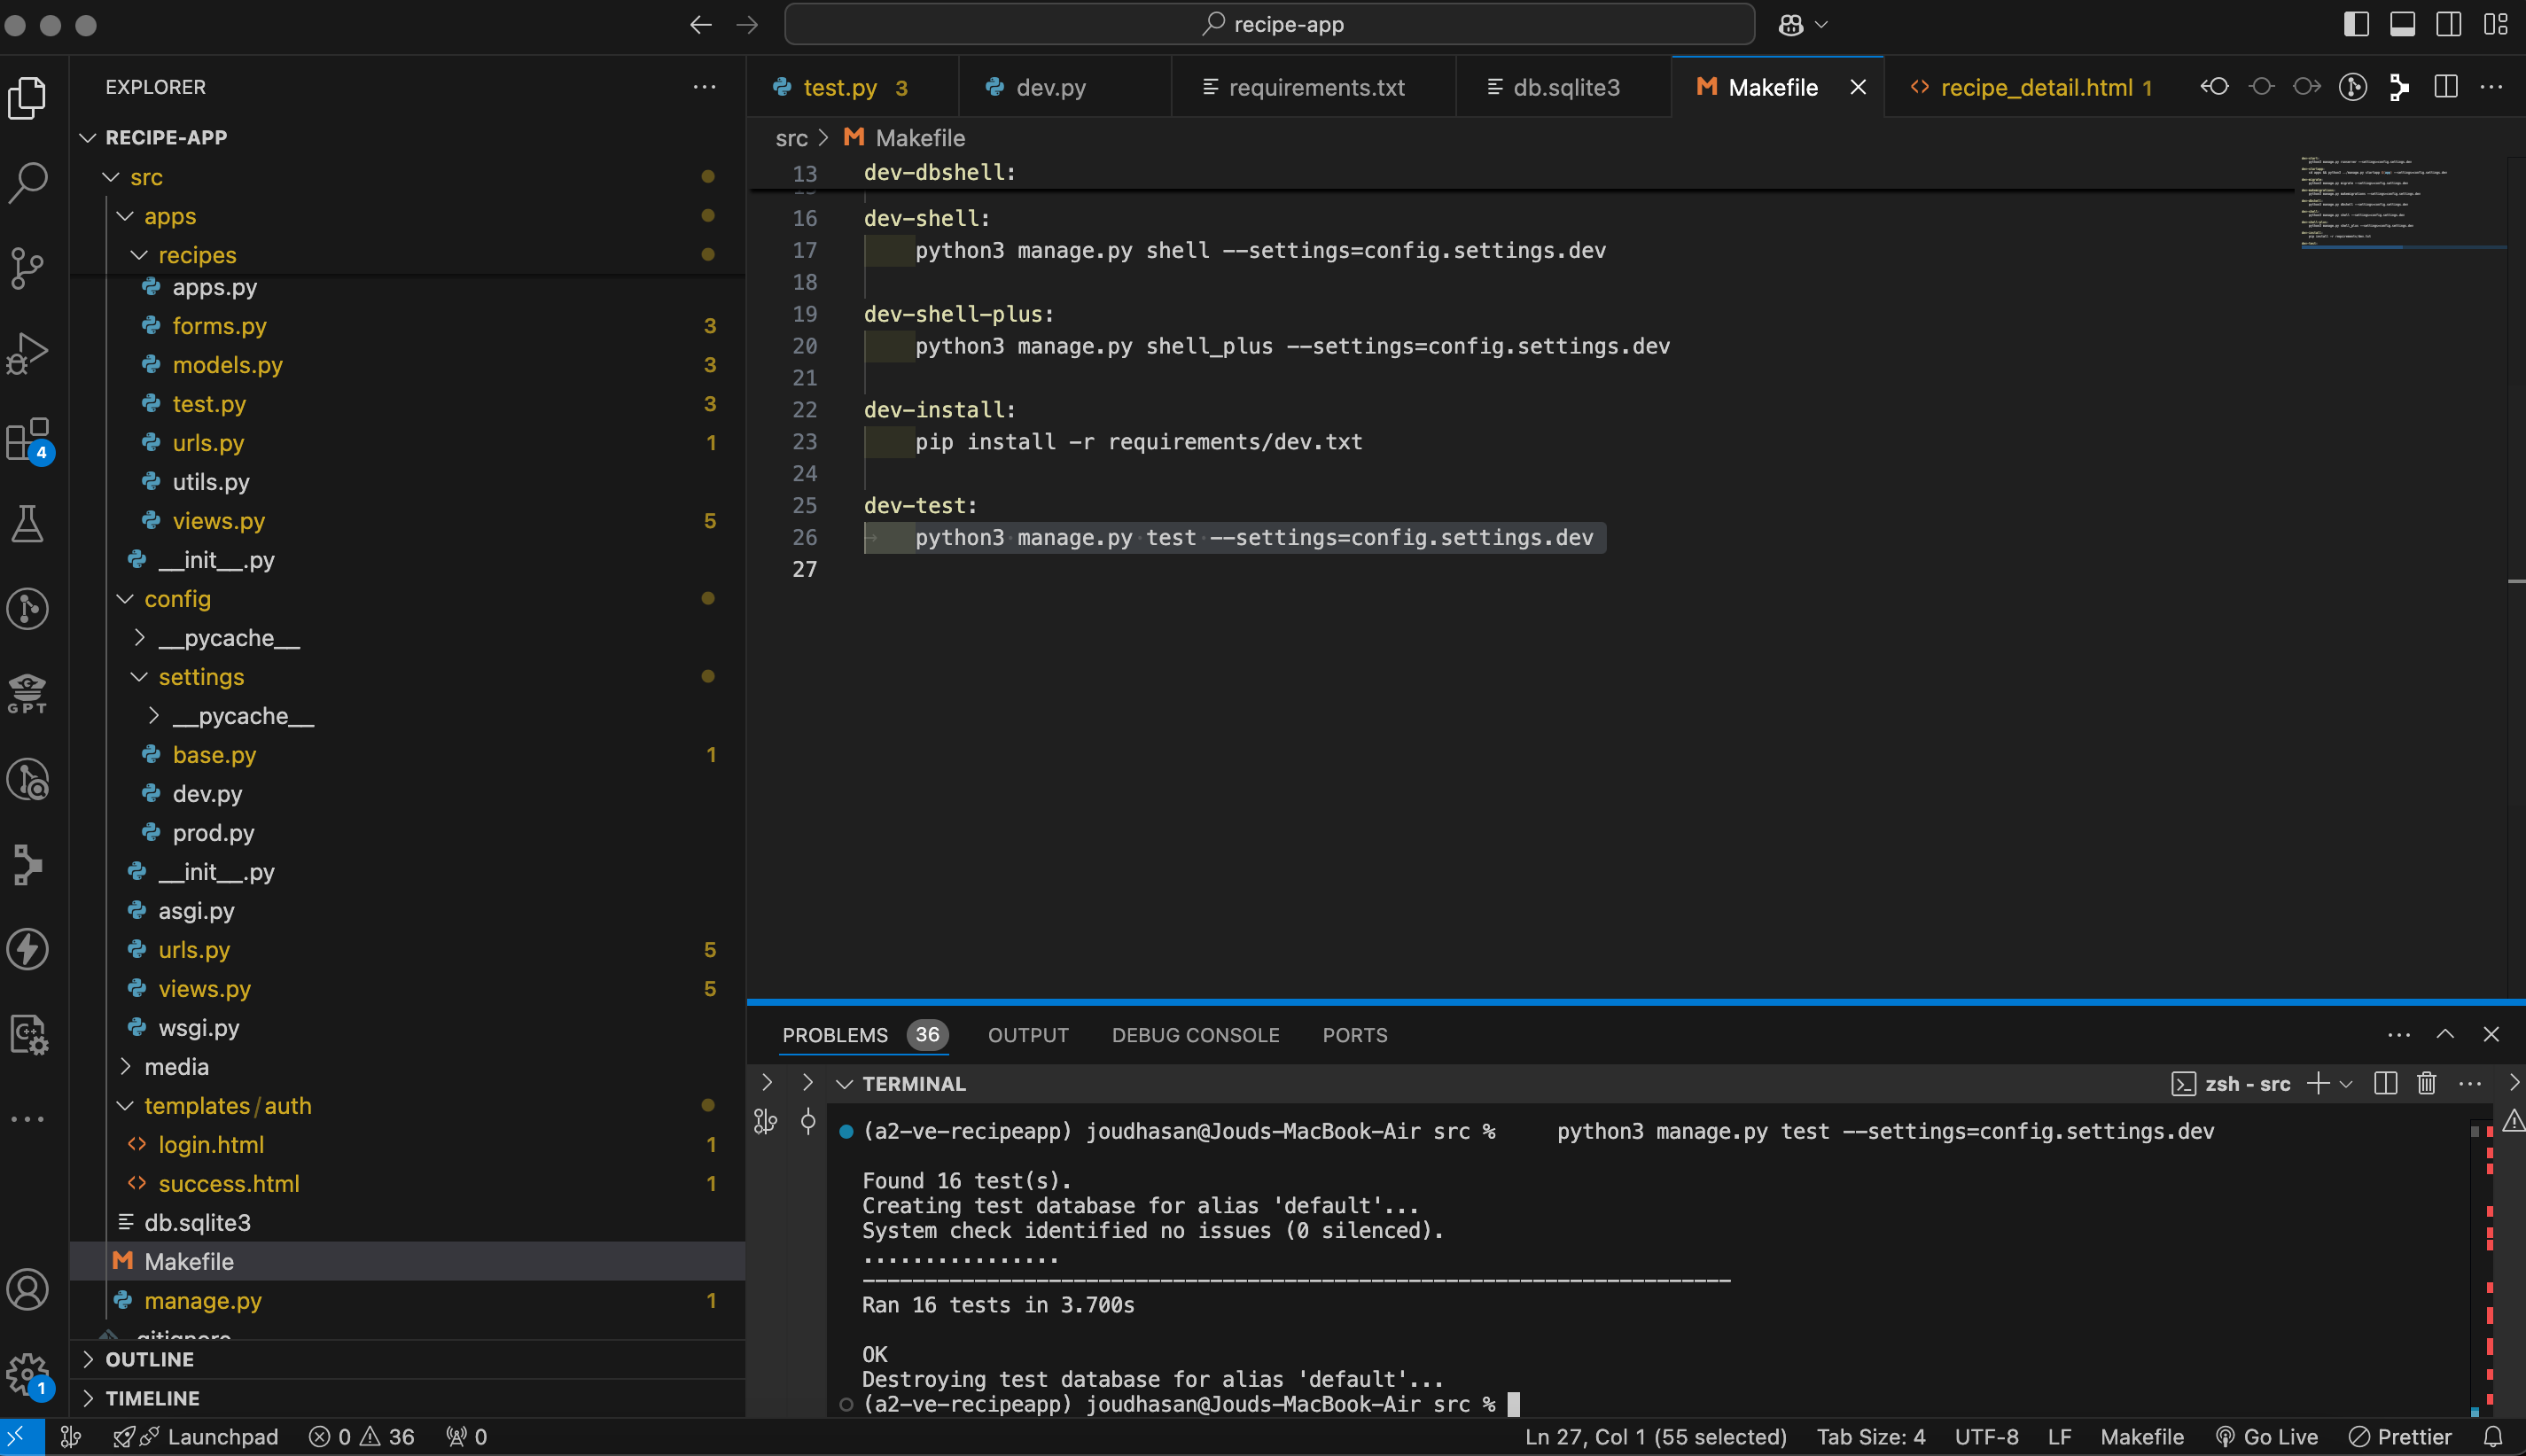 recipe-app
EXPLORER
RECIPE-APP
src
apps
recipes
apps.py
forms.py 3
models.py 3
test.py 3
urls.py 1
utils.py
views.py 5
__init__.py
config
__pycache__
settings
__pycache__
base.py 1
dev.py
prod.py
__init__.py
asgi.py
urls.py 5
views.py 5
wsgi.py
media
templates/auth
login.html 1
success.html 1
db.sqlite3
Makefile
manage.py 1
.gitignore
OUTLINE
TIMELINE
4
GPT
1
test.py 3
dev.py
requirements.txt
db.sqlite3
Makefile
recipe_detail.html 1
src > Makefile
13 dev-dbshell:
16 dev-shell:
17 python3 manage.py shell --settings=config.settings.dev
18
19 dev-shell-plus:
20 python3 manage.py shell_plus --settings=config.settings.dev
21
22 dev-install:
23 pip install -r requirements/dev.txt
24
25 dev-test:
26 python3 manage.py test --settings=config.settings.dev
27
PROBLEMS 36 OUTPUT DEBUG CONSOLE PORTS
TERMINAL
zsh - src
(a2-ve-recipeapp) joudhasan@Jouds-MacBook-Air src % python3 manage.py test --settings=config.settings.dev
Found 16 test(s).
Creating test database for alias 'default'...
System check identified no issues (0 silenced).
................
----------------------------------------------------------------------
Ran 16 tests in 3.700s
OK
Destroying test database for alias 'default'...
(a2-ve-recipeapp) joudhasan@Jouds-MacBook-Air src %
Launchpad 0 36 0
Ln 27, Col 1 (55 selected) Tab Size: 4 UTF-8 LF Makefile Go Live Prettier